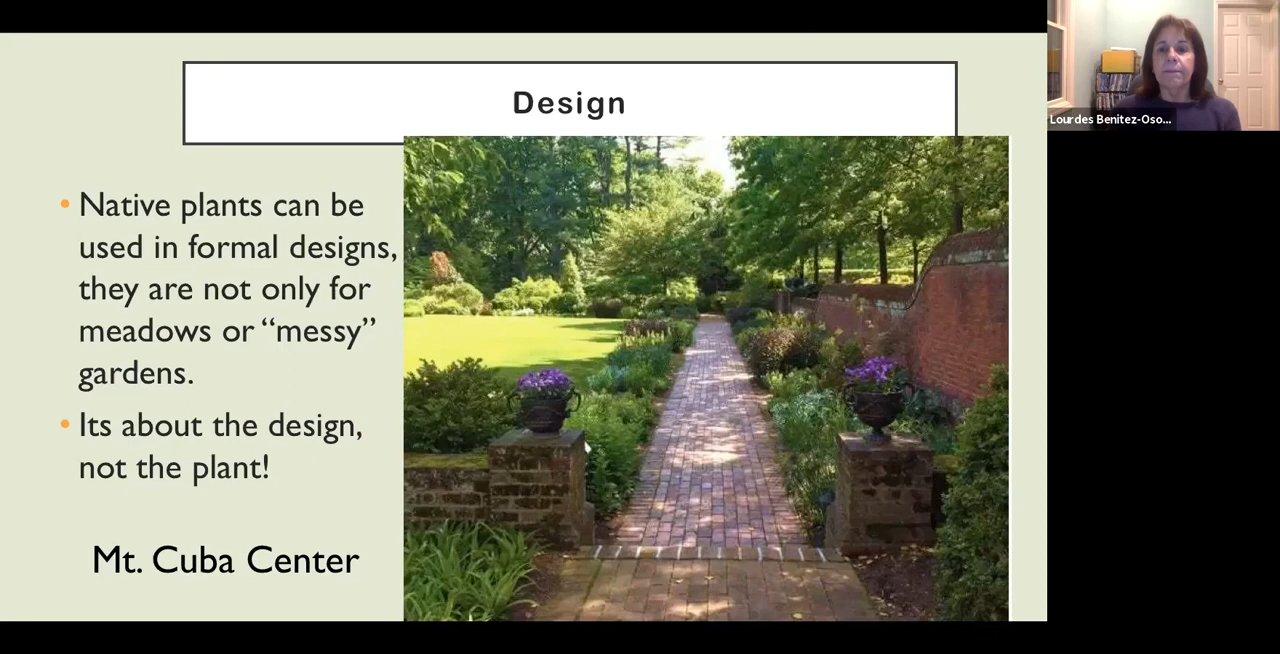 Design
• Native plants can be
used in formal designs,
they are not only for
meadows or “messy”
gardens.
• Its about the design,
not the plant!
Mt. Cuba Center
Lourdes Benitez-Oso...